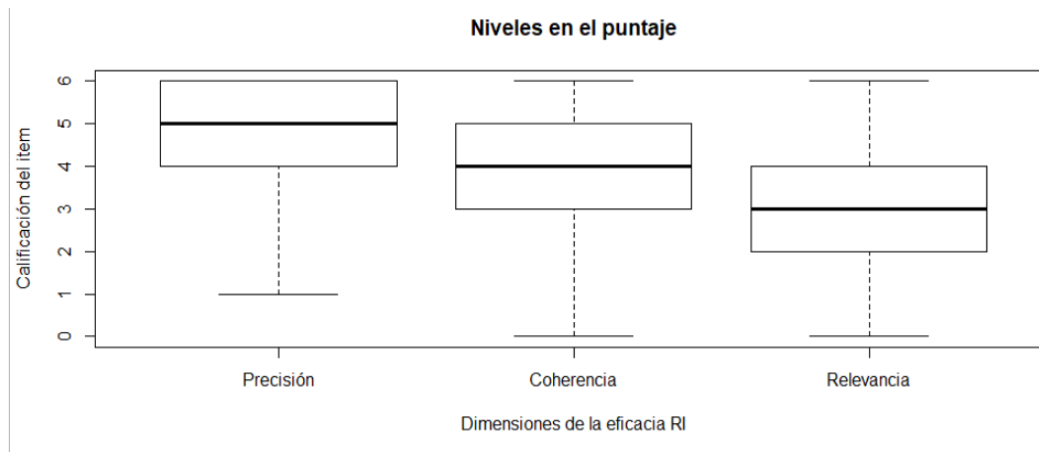 Niveles en el puntaje
Calificación del item
6
5
4
3
2
1
0
Precisión
Coherencia
Relevancia
Dimensiones de la eficacia RI